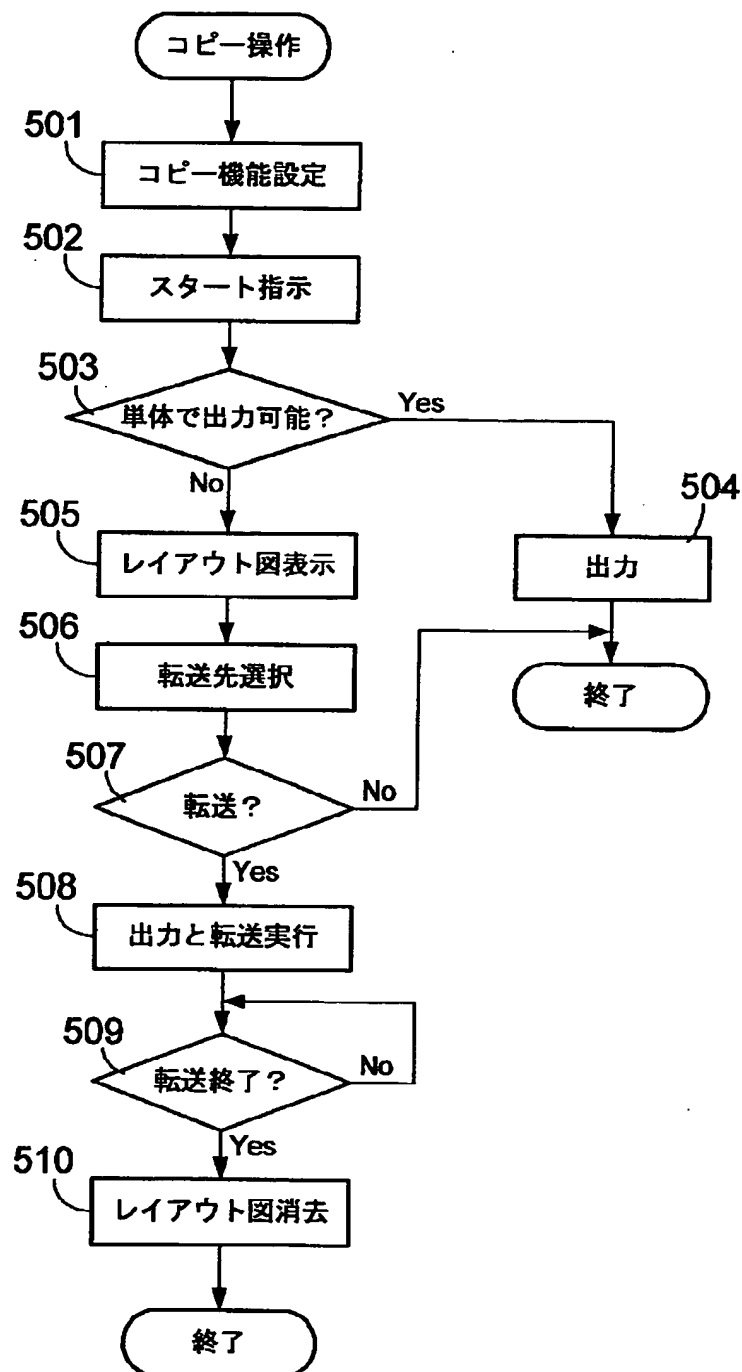 コピー操作
501
コピー機能設定
502
スタート指示
503
単体で出力可能？
Yes
No
504
505
レイアウト図表示
出力
506
転送先選択
終了
507
転送？
No
Yes
508
出力と転送実行
509
転送終了？
No
Yes
510
レイアウト図消去
終了